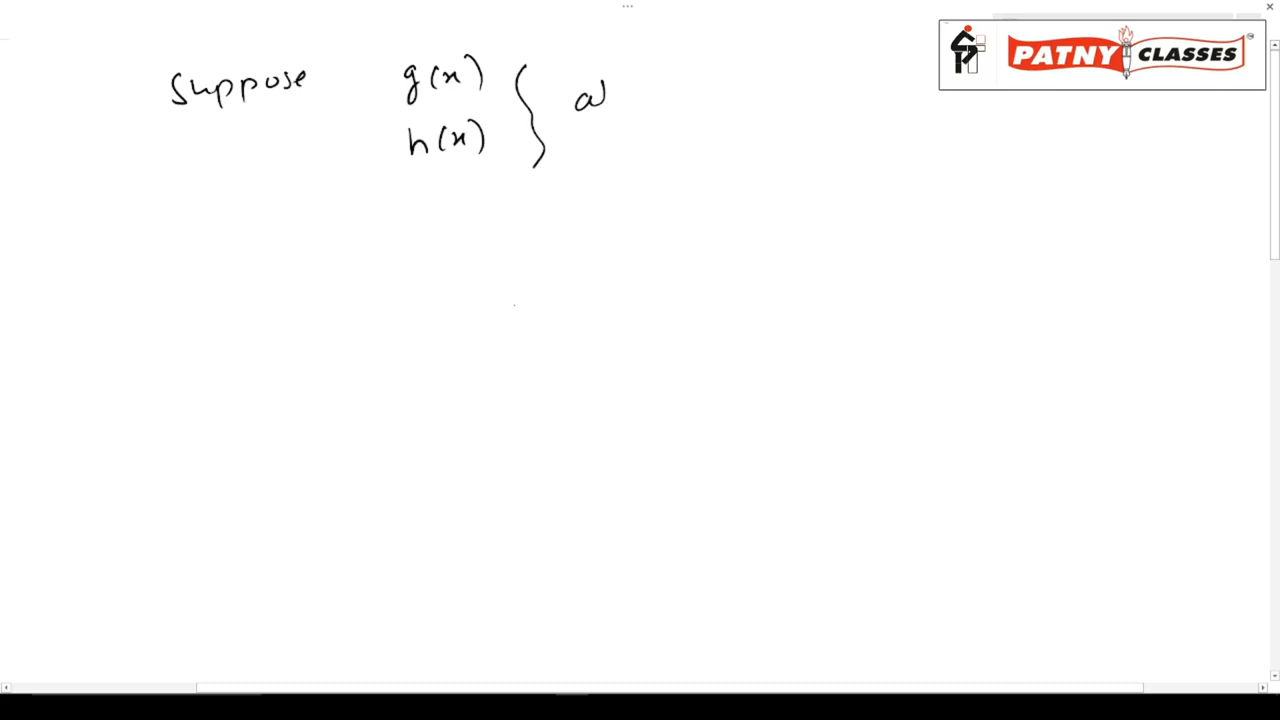 Suppose g(x) } a
h(x)
PATNY CLASSES